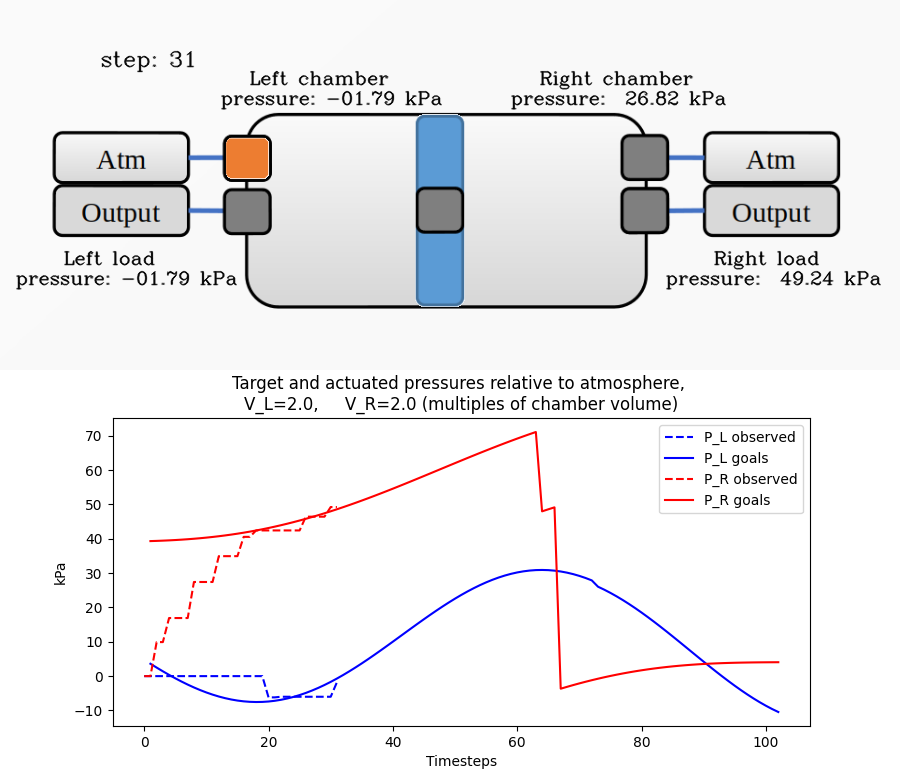 step: 31
Left chamber
pressure: −01.79 kPa
Right chamber
pressure: 26.82 kPa
Atm
Output
Atm
Output
Left load
pressure: −01.79 kPa
Right load
pressure: 49.24 kPa
Target and actuated pressures relative to atmosphere,
V_L=2.0, V_R=2.0 (multiples of chamber volume)
P_L observed
P_L goals
P_R observed
P_R goals
kPa
70
60
50
40
30
20
10
0
−10
0 20 40 60 80 100
Timesteps